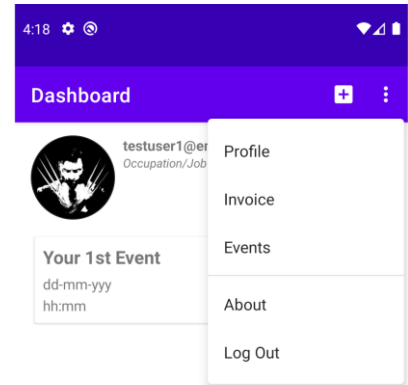 4:18
Dashboard
testuser1@e
Occupation/Job
Your 1st Event
dd-mm-yyy
hh:mm
Profile
Invoice
Events
About
Log Out